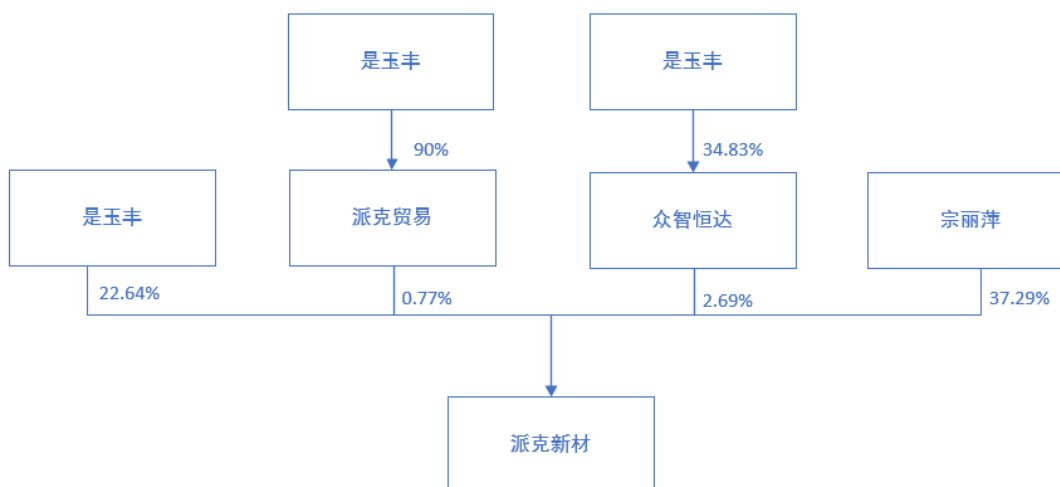 是玉丰
是玉丰
90%
34.83%
是玉丰
派克贸易
众智恒达
宗丽萍
22.64%
0.77%
2.69%
37.29%
派克新材